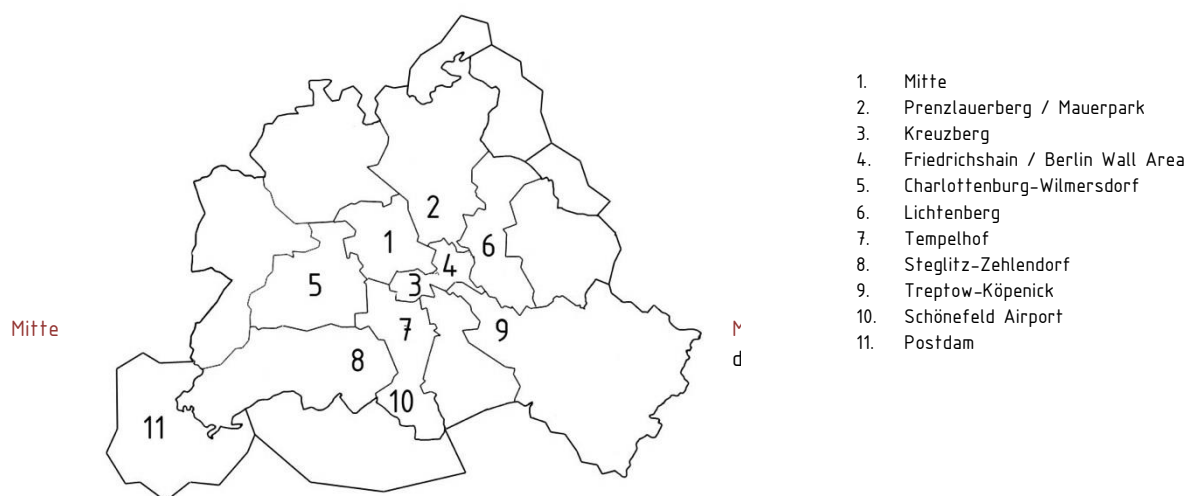 2
1
6
4
5
3
Mitte
7
9
8
10
11
M
d
1. Mitte
2. Prenzlauerberg / Mauerpark
3. Kreuzberg
4. Friedrichshain / Berlin Wall Area
5. Charlottenburg-Wilmersdorf
6. Lichtenberg
7. Tempelhof
8. Steglitz-Zehlendorf
9. Treptow-Köpenick
10. Schönefeld Airport
11. Postdam